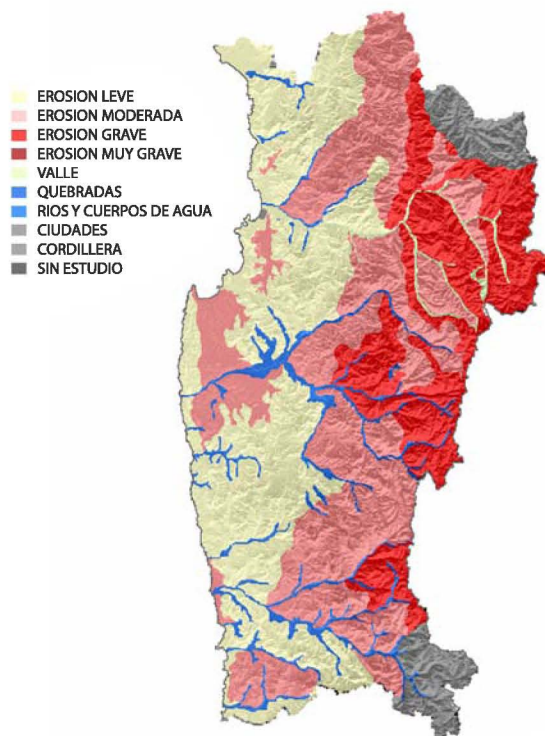 EROSION LEVE
EROSION MODERADA
EROSION GRAVE
EROSION MUY GRAVE
VALLE
QUEBRADAS
RIOS Y CUERPOS DE AGUA
CIUDADES
CORDILLERA
SIN ESTUDIO